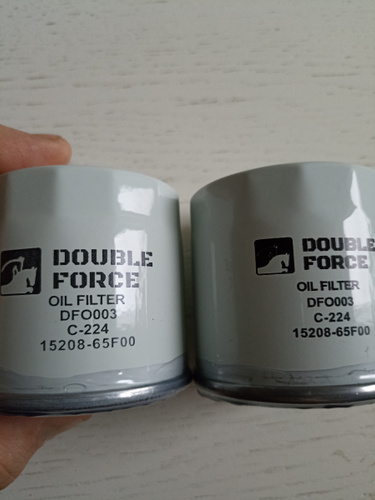 DOUBLE
FORCE
OIL FILTER
DFO003
C-224
15208-65F00
DOUBLE
FORCE
OIL FILTER
DFO003
C-224
15208-65F00